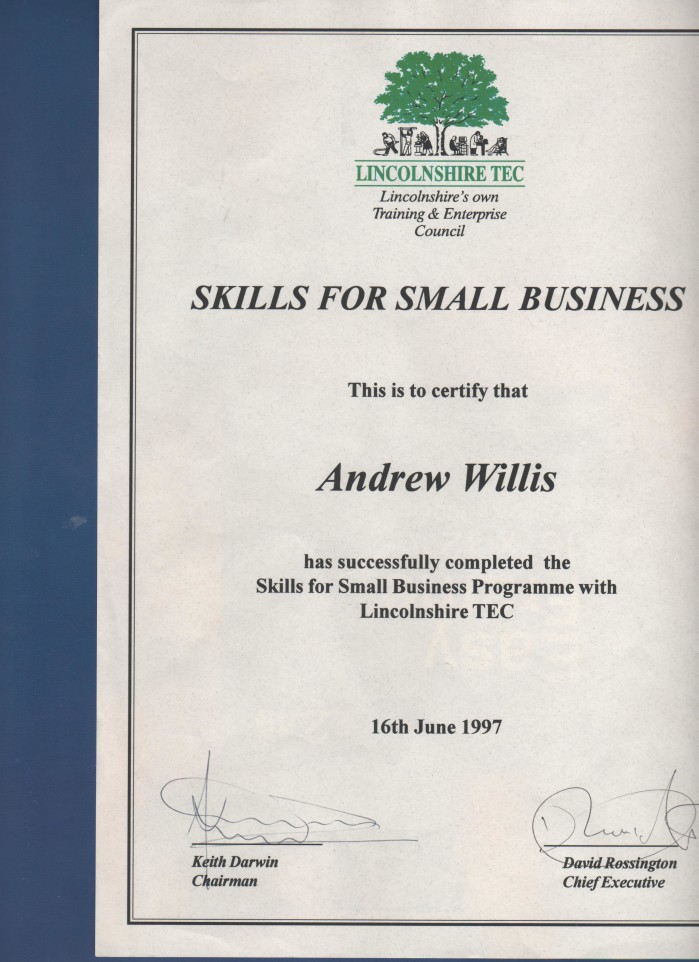 LINCOLNSHIRE TEC
Lincolnshire's own
Training & Enterprise
Council
SKILLS FOR SMALL BUSINESS
This is to certify that
Andrew Willis
has successfully completed the
Skills for Small Business Programme with
Lincolnshire TEC
16th June 1997
Keith Darwin
Chairman
David Rossington
Chief Executive